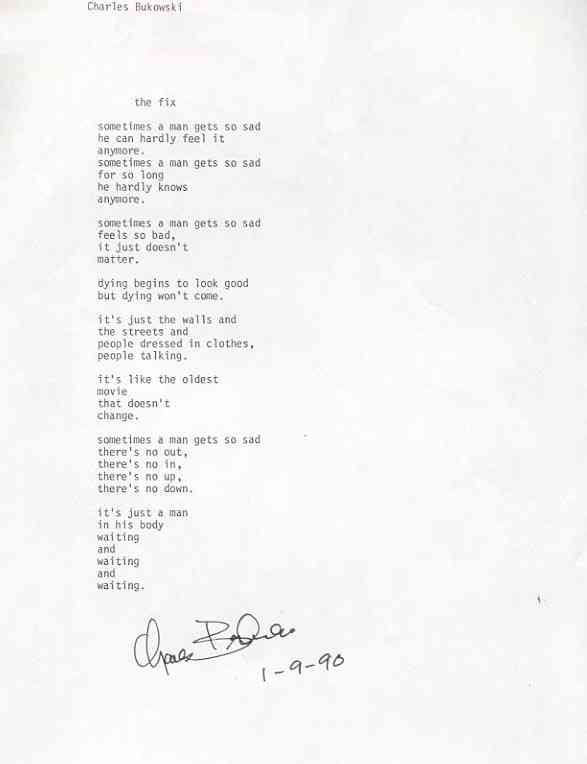 Charles Bukowski
the fix
sometimes a man gets so sad
he can hardly feel it
anymore.
sometimes a man gets so sad
for so long
he hardly knows
anymore.
sometimes a man gets so sad
feels so bad,
it just doesn't
matter.
dying begins to look good
but dying won't come.
it's just the walls and
the streets and
people dressed in clothes,
people talking.
it's like the oldest
movie
that doesn't
change.
sometimes a man gets so sad
there's no out,
there's no in,
there's no up,
there's no down.
it's just a man
in his body
waiting
and
waiting
and
waiting.
Charles Bukowski
1-9-90